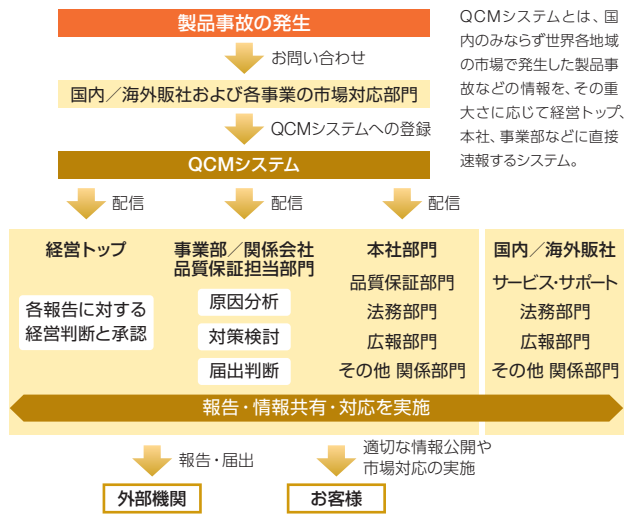 製品事故の発生
お問い合わせ
国内／海外販社および各事業の市場対応部門
QCMシステムへの登録
QCMシステム
QCMシステムとは、国
内のみならず世界各地域
の市場で発生した製品事
故などの情報を、その重
大さに応じて経営トップ、
本社、事業部などに直接
速報するシステム。
配信
配信
配信
経営トップ
各報告に対する
経営判断と承認
事業部／関係会社
品質保証担当部門
原因分析
対策検討
届出判断
本社部門
品質保証部門
法務部門
広報部門
その他 関係部門
国内／海外販社
サービス・サポート
法務部門
広報部門
その他 関係部門
報告・情報共有・対応を実施
報告・届出
外部機関
適切な情報公開や
市場対応の実施
お客様